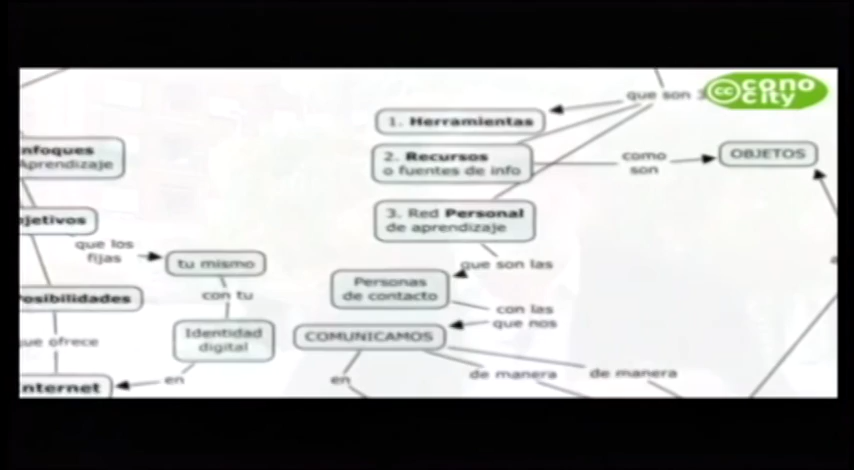 que son 3
cc cono
city
1. Herramientas
nfoques
Aprendizaje
2. Recursos
o fuentes de info
como
son
OBJETOS
3. Red Personal
de aprendizaje
jetivos
que los
fijas
tu mismo
que son las
Personas
de contacto
con tu
osibilidades
con las
que nos
Identidad
digital
COMUNICAMOS
ue ofrece
en
nternet
en
de manera
de manera